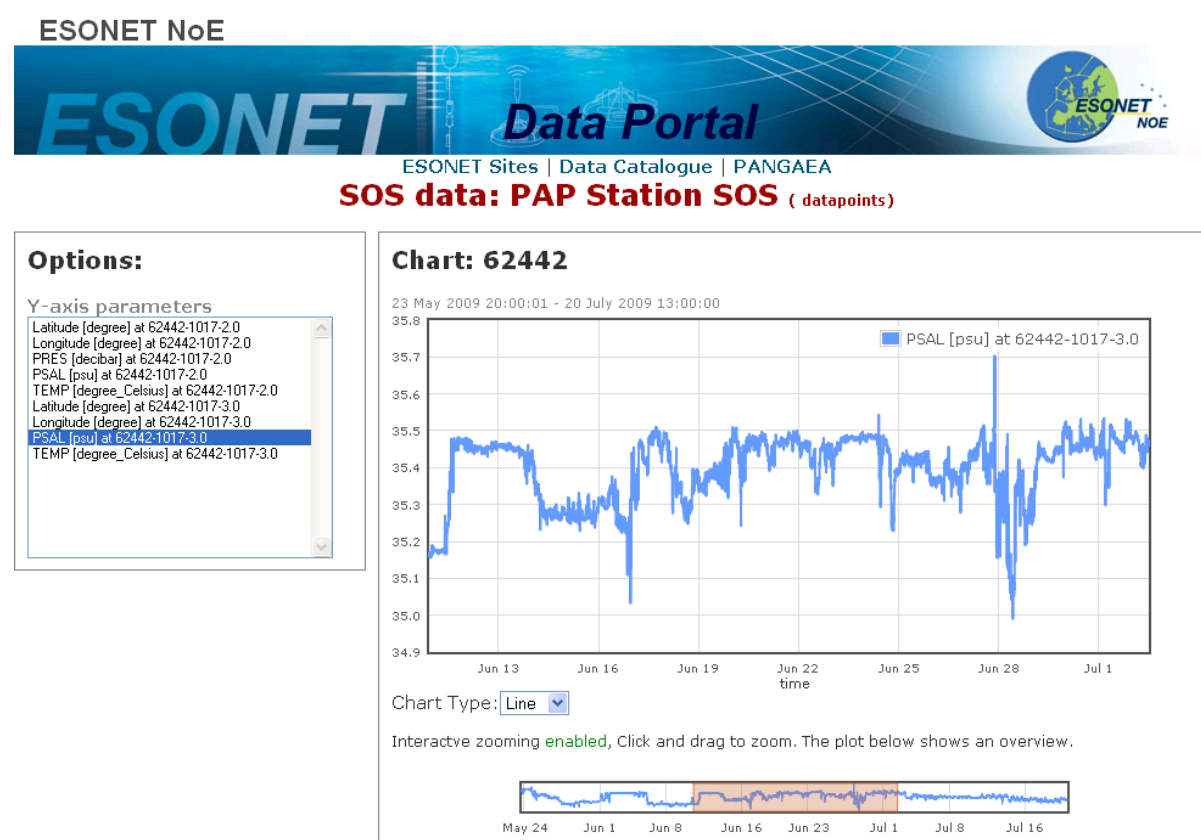 ESONET NoE
ESONET
Data Portal
ESONET
NOE
ESONET Sites | Data Catalogue | PANGAEA
SOS data: PAP Station SOS ( datapoints)
Options:
Y-axis parameters
Latitude [degree] at 62442-1017-2.0
Longitude [degree] at 62442-1017-2.0
PRES [decibar] at 62442-1017-2.0
PSAL [psu] at 62442-1017-2.0
TEMP [degree_Celsius] at 62442-1017-2.0
Latitude [degree] at 62442-1017-3.0
Longitude [degree] at 62442-1017-3.0
PSAL [psu] at 62442-1017-3.0
TEMP [degree_Celsius] at 62442-1017-3.0
Chart: 62442
23 May 2009 20:00:01 - 20 July 2009 13:00:00
35.8
35.7
35.6
35.5
35.4
35.3
35.2
35.1
35.0
34.9
PSAL [psu] at 62442-1017-3.0
Jun 13 Jun 16 Jun 19 Jun 22 Jun 25 Jun 28 Jul 1
time
Chart Type: Line
Interactve zooming enabled, Click and drag to zoom. The plot below shows an overview.
May 24 Jun 1 Jun 8 Jun 16 Jun 23 Jul 1 Jul 8 Jul 16